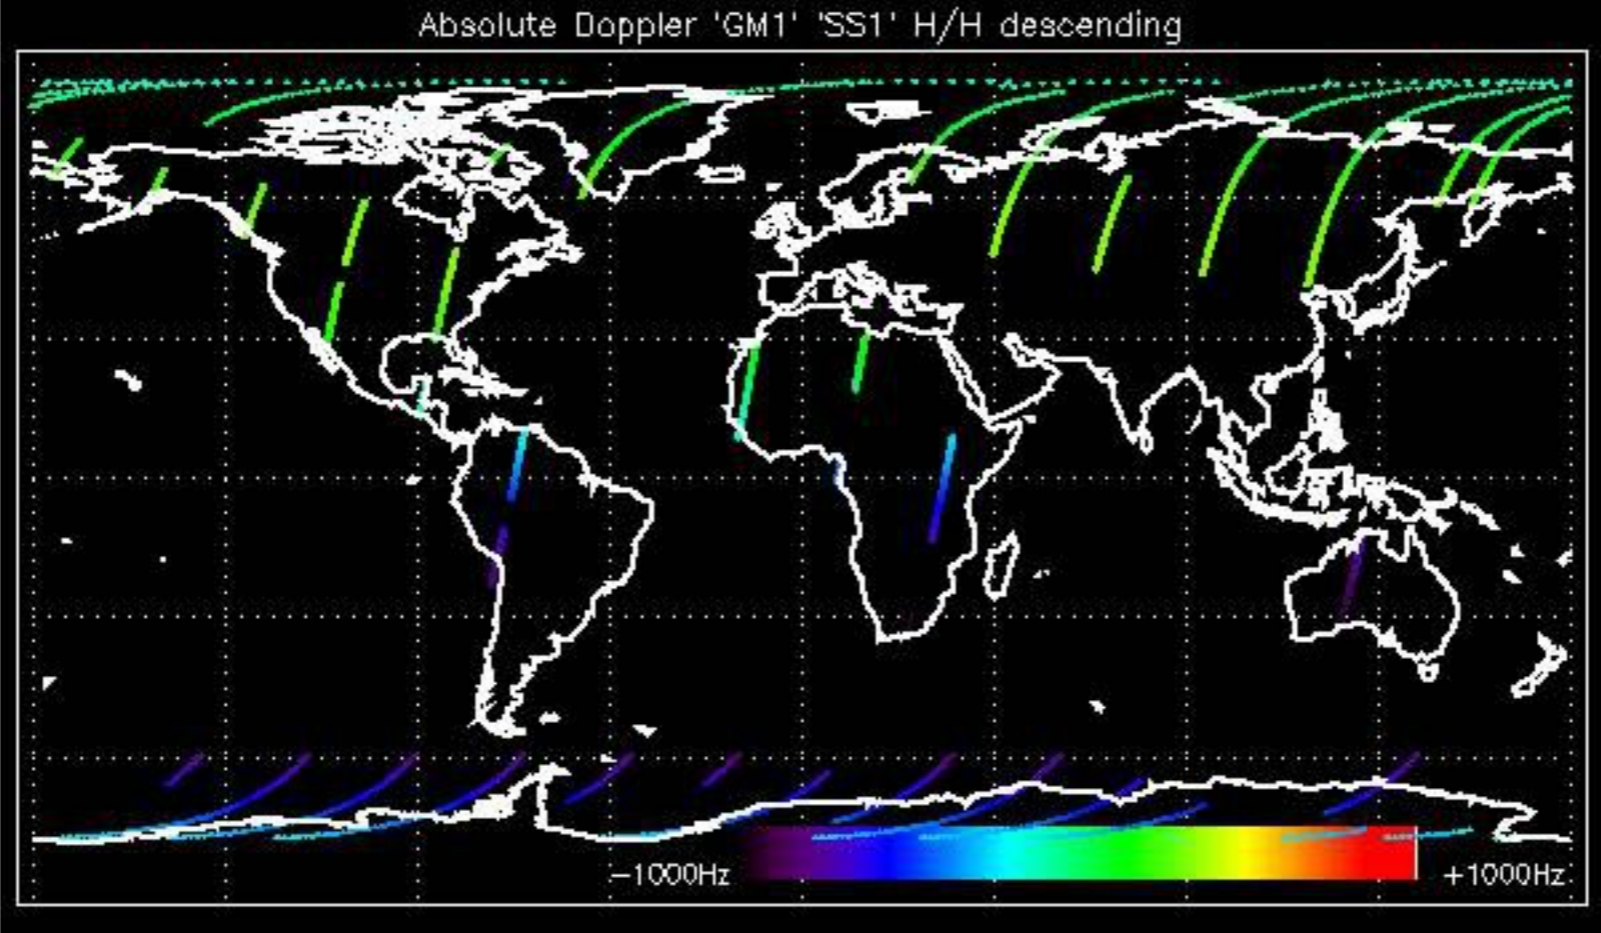 Absolute Doppler 'GM1' 'SS1' H/H descending
−1000Hz +1000Hz